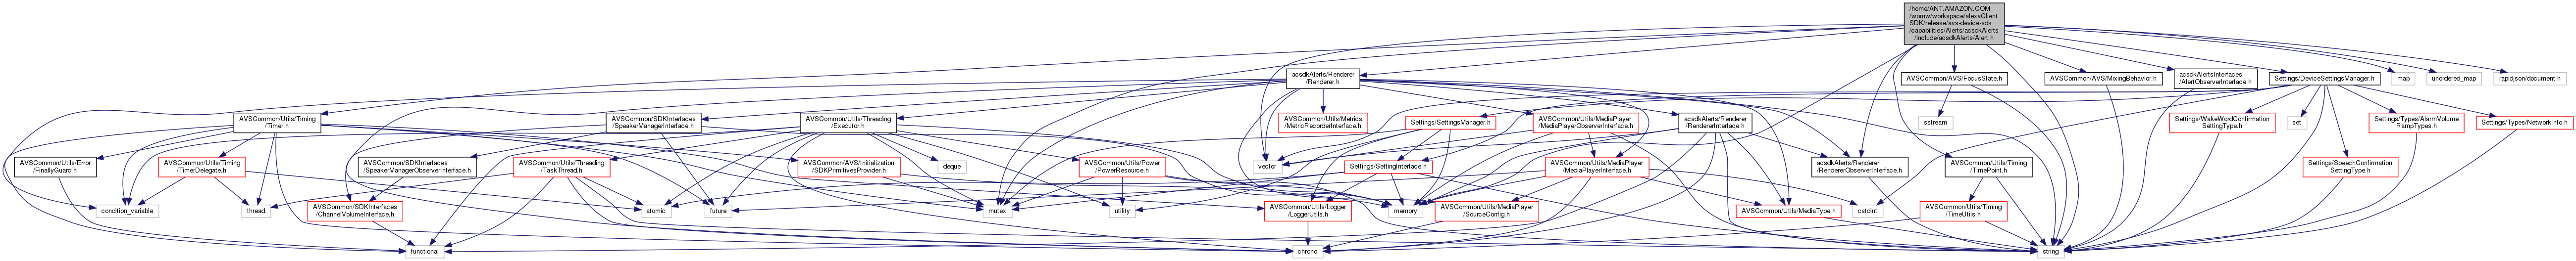 /home/ANT.AMAZON.COM
/womw/workspace/alexaClient
SDK/release/avs-device-sdk
/capabilities/Alerts/acsdkAlerts
/include/acsdkAlerts/Alert.h
acsdkAlerts/Renderer
/Renderer.h
AVSCommon/AVS/FocusState.h
AVSCommon/AVS/MixingBehavior.h
acsdkAlertsInterfaces
/AlertObserverInterface.h
Settings/DeviceSettingsManager.h
map
unordered_map
rapidjson/document.h
AVSCommon/Utils/Timing
/Timer.h
AVSCommon/SDKInterfaces
/SpeakerManagerInterface.h
AVSCommon/Utils/Threading
/Executor.h
AVSCommon/Utils/Metrics
/MetricRecorderInterface.h
Settings/SettingsManager.h
AVSCommon/Utils/MediaPlayer
/MediaPlayerObserverInterface.h
acsdkAlerts/Renderer
/RendererInterface.h
sstream
Settings/WakeWordConfirmation
SettingType.h
set
Settings/Types/AlarmVolume
RampTypes.h
Settings/Types/NetworkInfo.h
AVSCommon/Utils/Error
/FinallyGuard.h
AVSCommon/Utils/Timing
/TimerDelegate.h
AVSCommon/SDKInterfaces
/SpeakerManagerObserverInterface.h
AVSCommon/Utils/Threading
/TaskThread.h
AVSCommon/AVS/Initialization
/SDKPrimitivesProvider.h
deque
AVSCommon/Utils/Power
/PowerResource.h
vector
Settings/SettingInterface.h
AVSCommon/Utils/MediaPlayer
/MediaPlayerInterface.h
acsdkAlerts/Renderer
/RendererObserverInterface.h
AVSCommon/Utils/Timing
/TimePoint.h
Settings/SpeechConfirmation
SettingType.h
condition_variable
thread
AVSCommon/SDKInterfaces
/ChannelVolumeInterface.h
atomic
future
mutex
utility
AVSCommon/Utils/Logger
/LoggerUtils.h
memory
AVSCommon/Utils/MediaPlayer
/SourceConfig.h
AVSCommon/Utils/MediaType.h
cstdint
AVSCommon/Utils/Timing
/TimeUtils.h
functional
chrono
string